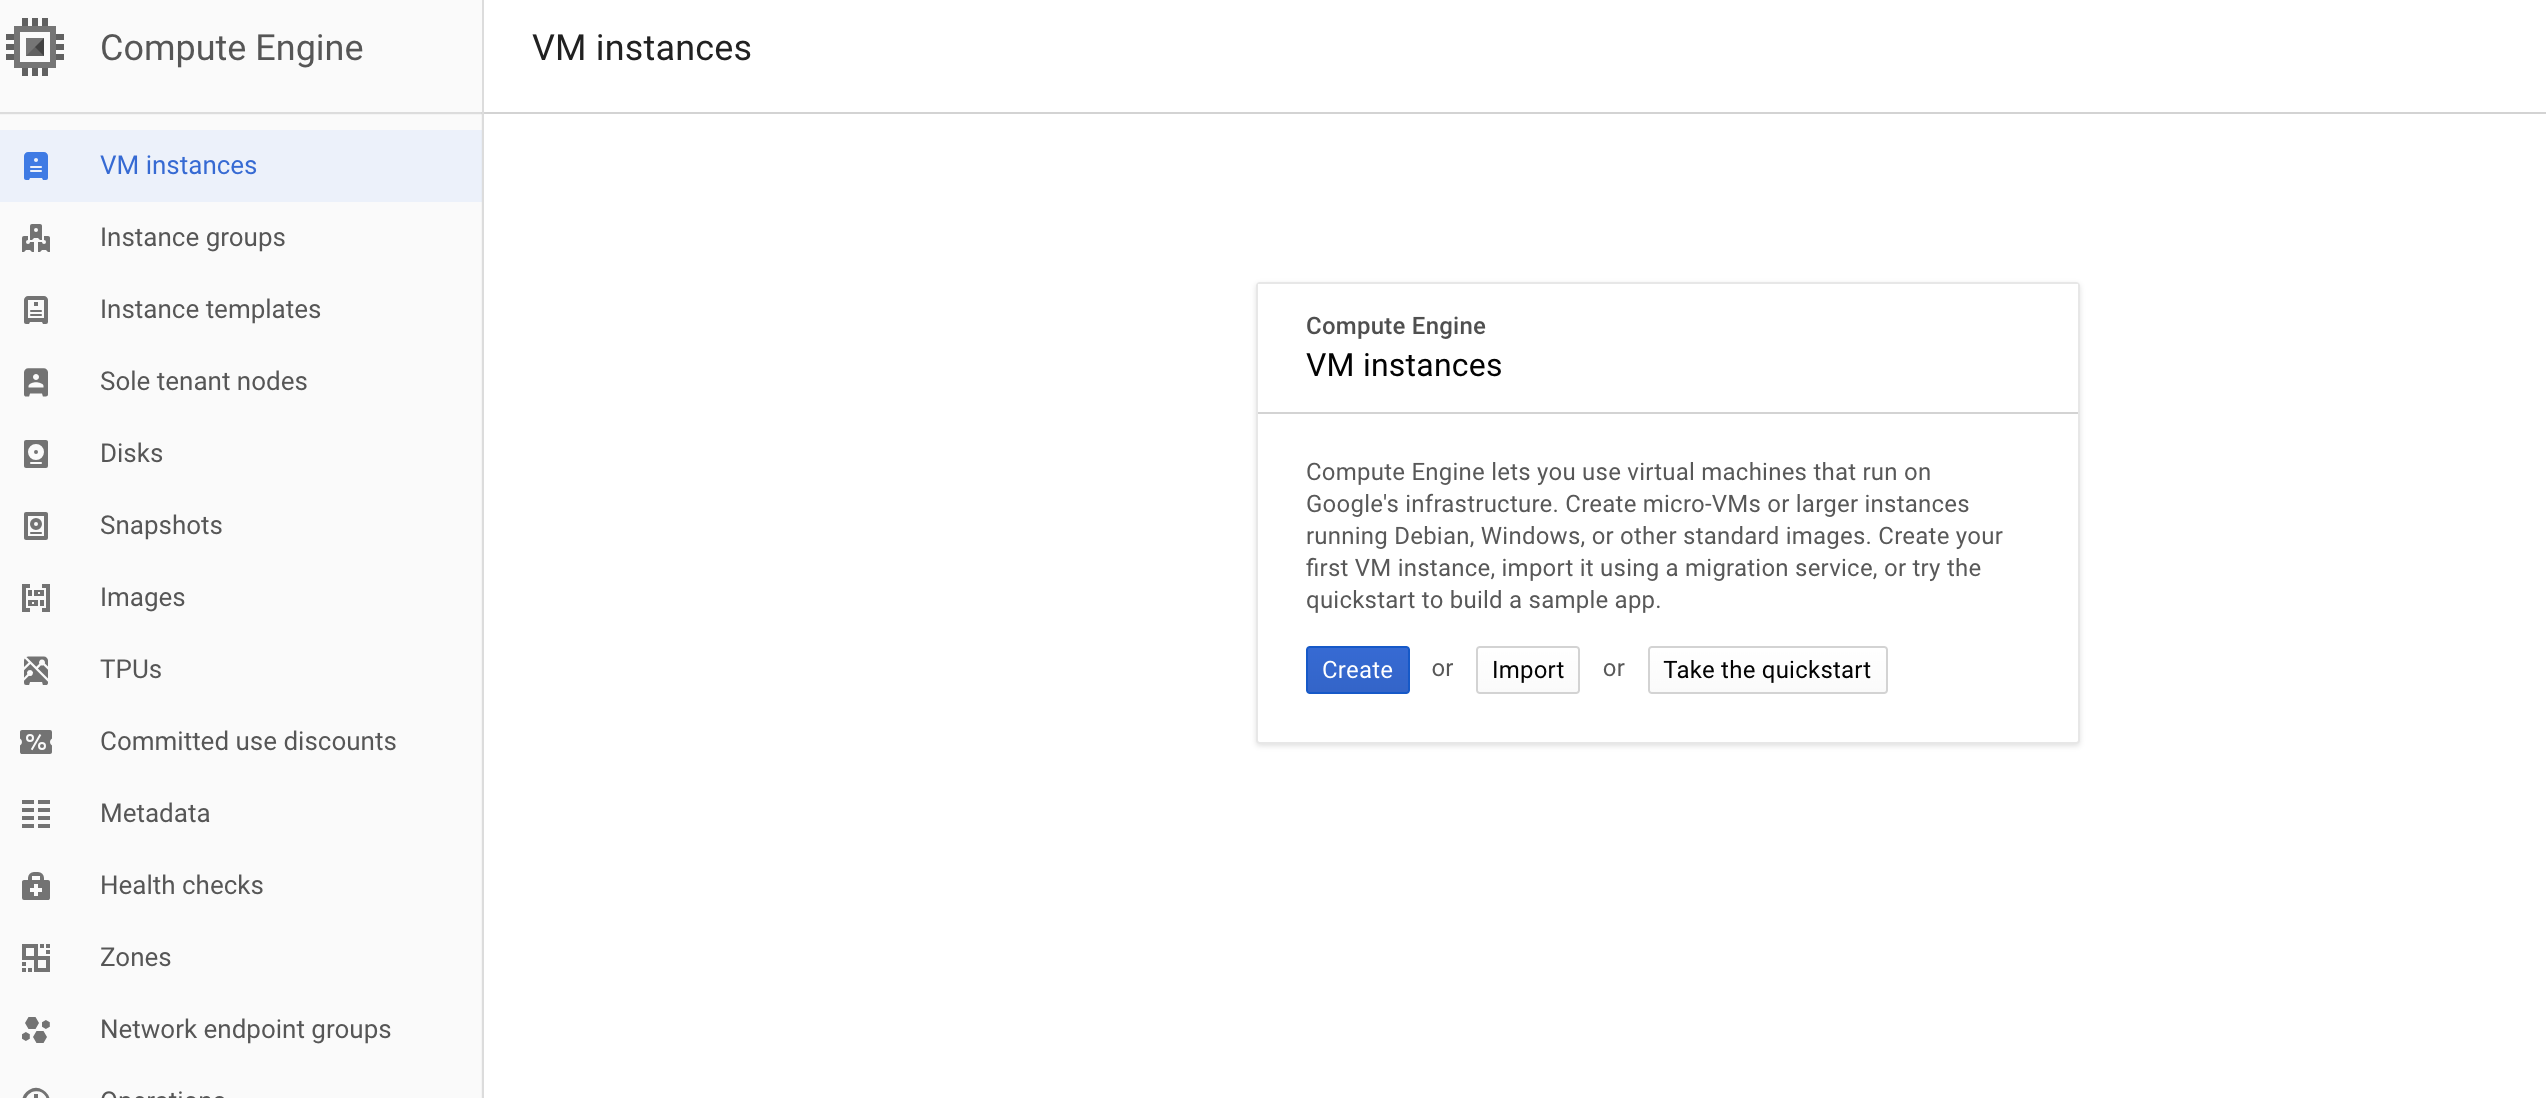 Compute Engine
VM instances
VM instances
Instance groups
Instance templates
Sole tenant nodes
Disks
Snapshots
Images
TPUs
Committed use discounts
Metadata
Health checks
Zones
Network endpoint groups
Operations
Compute Engine
VM instances
Compute Engine lets you use virtual machines that run on
Google's infrastructure. Create micro-VMs or larger instances
running Debian, Windows, or other standard images. Create your
first VM instance, import it using a migration service, or try the
quickstart to build a sample app.
Create or Import or Take the quickstart